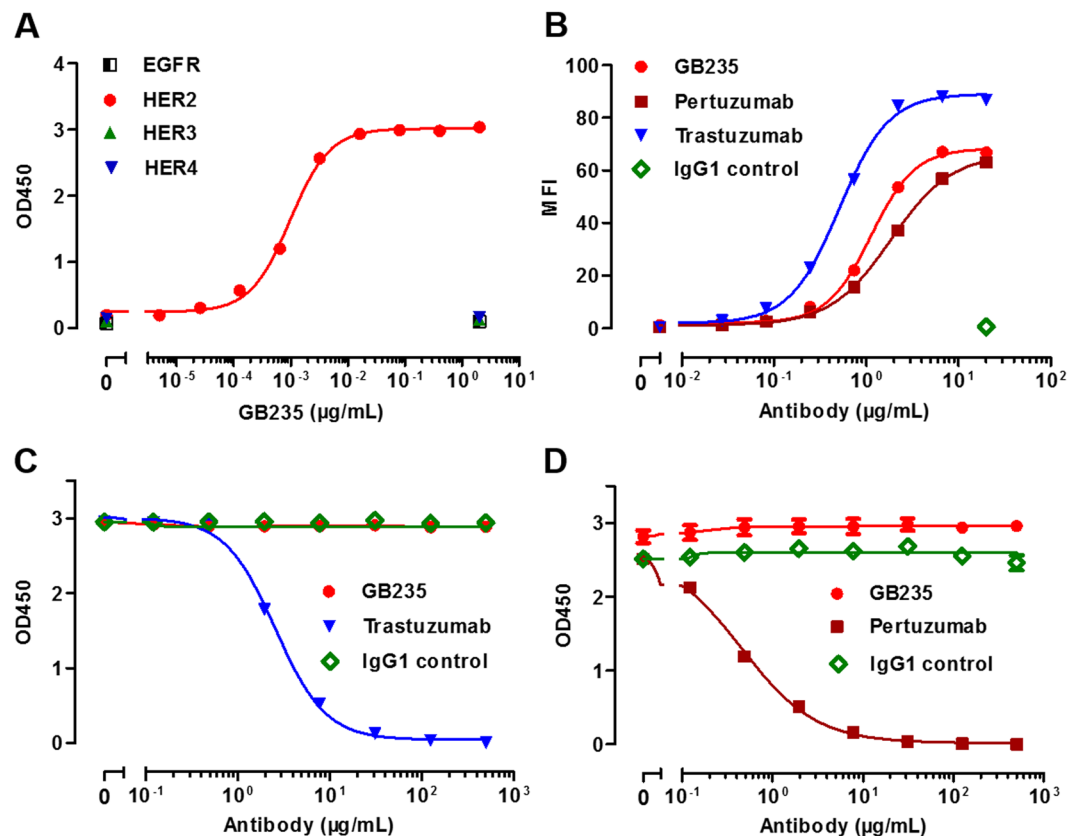 A
EGFR
HER2
HER3
HER4
OD450
4
3
2
1
0
0 10⁻⁵ 10⁻⁴ 10⁻³ 10⁻² 10⁻¹ 10⁰ 10¹
GB235 (µg/mL)
B
GB235
Pertuzumab
Trastuzumab
IgG1 control
MFI
100
80
60
40
20
0
0 10⁻² 10⁻¹ 10⁰ 10¹ 10²
Antibody (µg/mL)
C
GB235
Trastuzumab
IgG1 control
OD450
3
2
1
0
0 10⁻¹ 10⁰ 10¹ 10² 10³
Antibody (µg/mL)
D
GB235
Pertuzumab
IgG1 control
OD450
3
2
1
0
0 10⁻¹ 10⁰ 10¹ 10² 10³
Antibody (µg/mL)